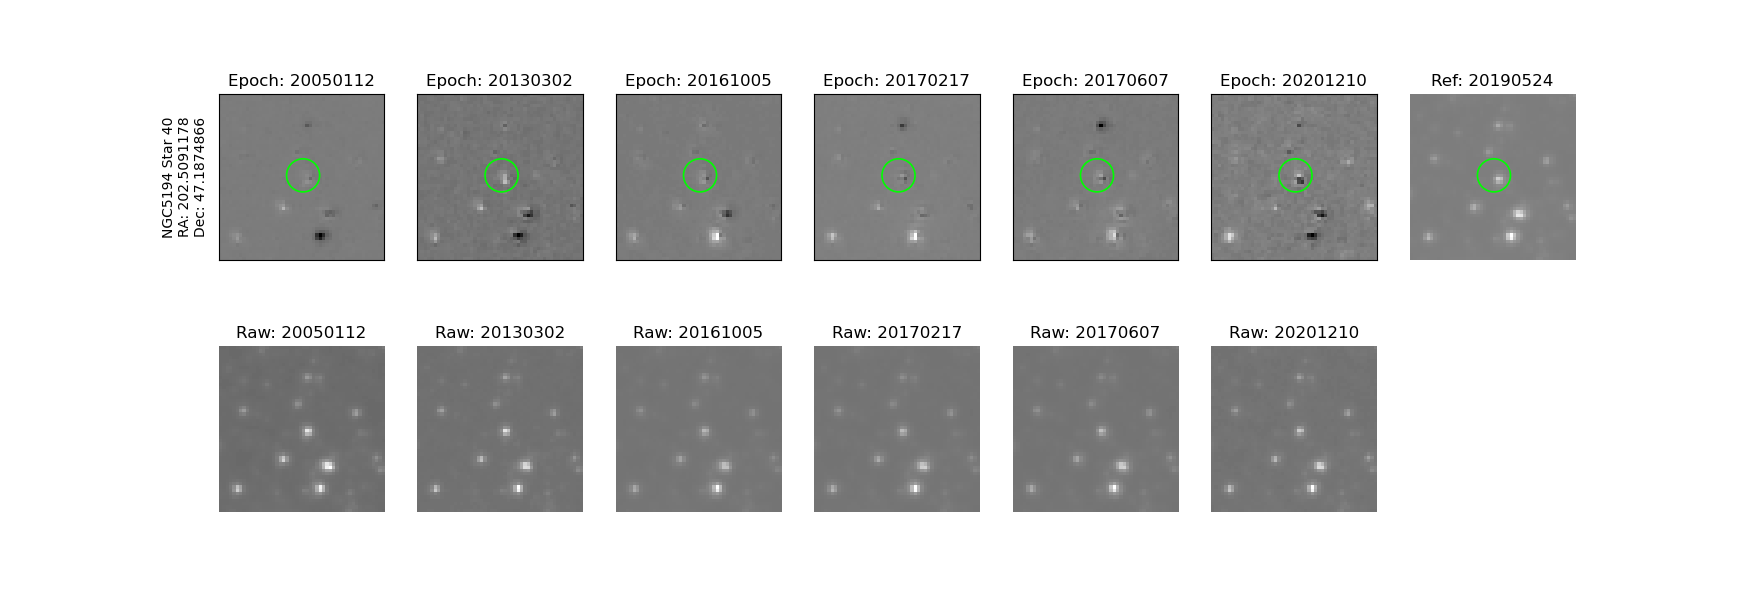 NGC5194 Star 40
RA: 202.5091178
Dec: 47.1874866
Epoch: 20050112
Epoch: 20130302
Epoch: 20161005
Epoch: 20170217
Epoch: 20170607
Epoch: 20201210
Ref: 20190524
Raw: 20050112
Raw: 20130302
Raw: 20161005
Raw: 20170217
Raw: 20170607
Raw: 20201210